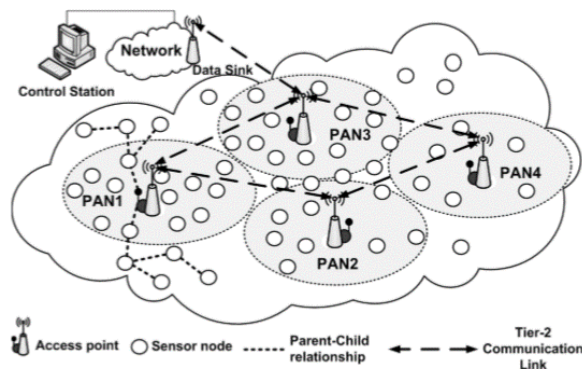 Network
Data Sink
Control Station
PAN3
PAN4
PAN1
PAN2
Access point
Sensor node
Parent-Child
relationship
Tier-2
Communication
Link